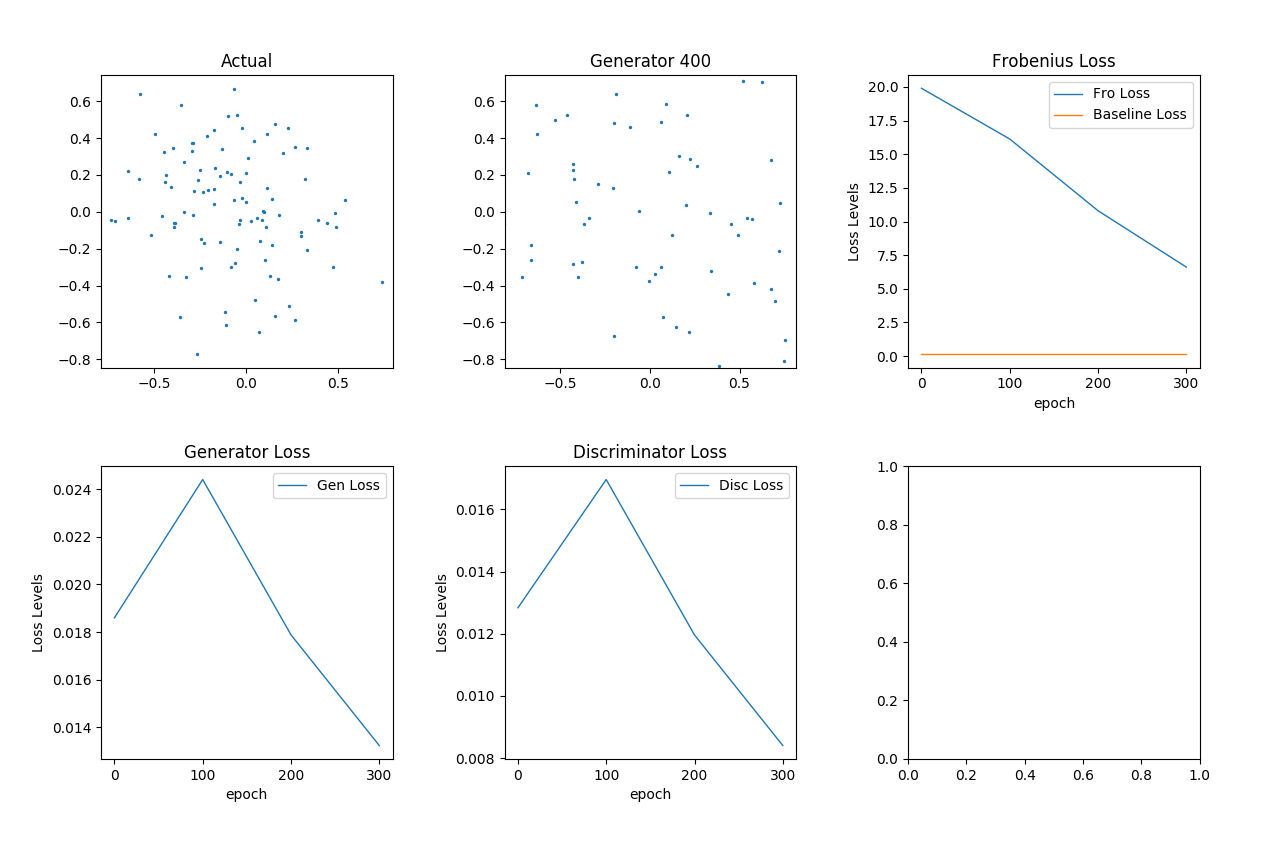 Actual
0.6
0.4
0.2
0.0
−0.2
−0.4
−0.6
−0.8
−0.5 0.0 0.5
Generator 400
0.6
0.4
0.2
0.0
−0.2
−0.4
−0.6
−0.8
−0.5 0.0 0.5
Frobenius Loss
Fro Loss
Baseline Loss
Loss Levels
20.0
17.5
15.0
12.5
10.0
7.5
5.0
2.5
0.0
0 100 200 300
epoch
Generator Loss
Gen Loss
Loss Levels
0.024
0.022
0.020
0.018
0.016
0.014
0 100 200 300
epoch
Discriminator Loss
Disc Loss
Loss Levels
0.016
0.014
0.012
0.010
0.008
0 100 200 300
epoch
1.0
0.8
0.6
0.4
0.2
0.0
0.0 0.2 0.4 0.6 0.8 1.0